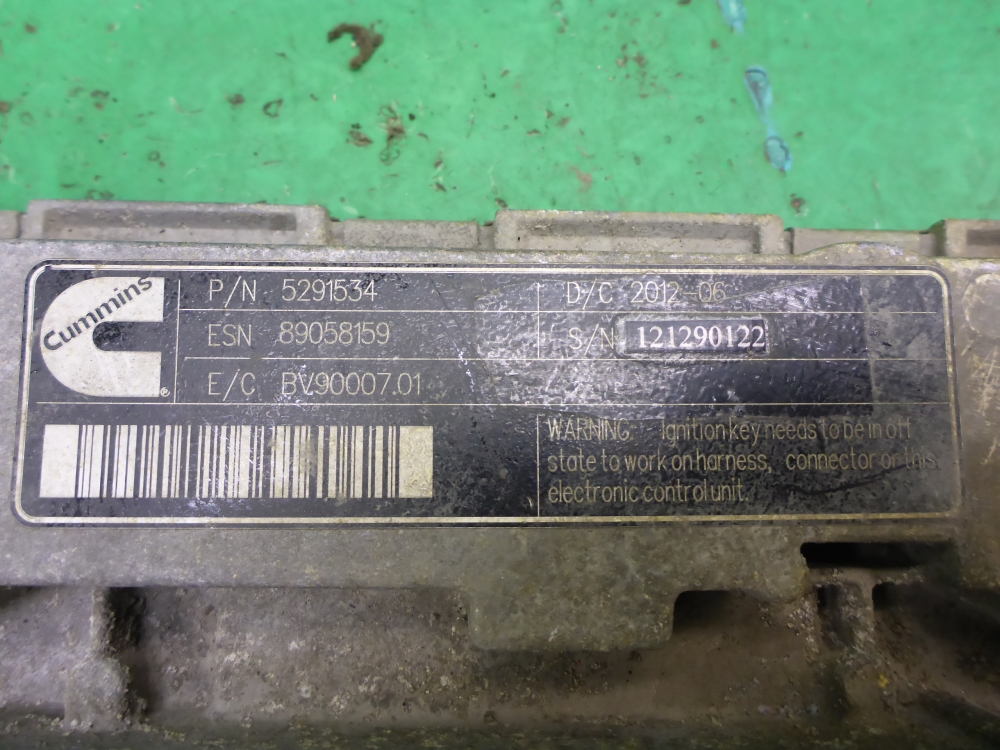 Cummins
P/N 5291534
D/C 2012-06
ESN 89058159
S/N 121290122
E/C BV90007.01
WARNING. Ignition key needs to be in off
state to work on harness, connector or this
electronic control unit.